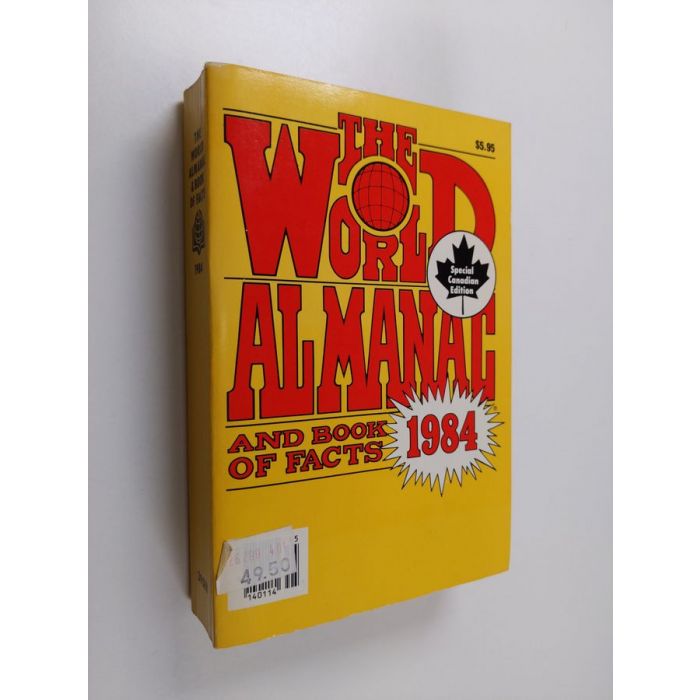 THE
WORLD
ALMANAC
AND BOOK
OF FACTS
1984
$5.95
Special
Canadian
Edition
THE
WORLD
ALMANAC
& BOOK
OF FACTS
1984
49.50
140114